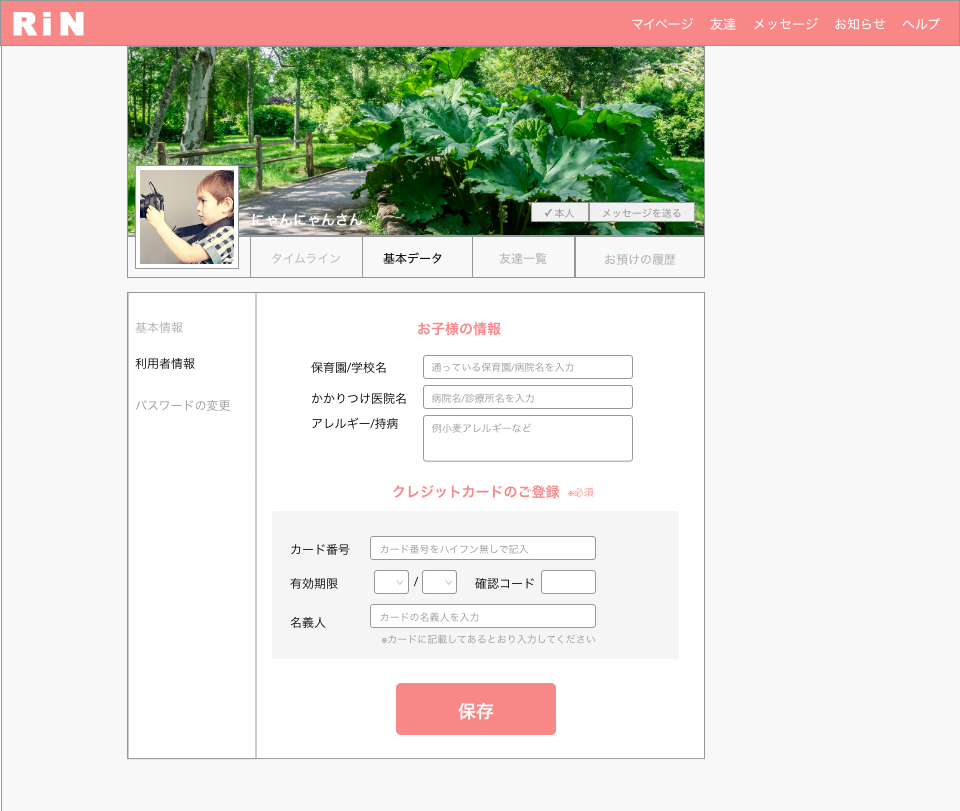 RiN
マイページ 友達 メッセージ お知らせ ヘルプ
にゃんにゃんさん
✓本人 メッセージを送る
タイムライン 基本データ 友達一覧 お預けの履歴
基本情報
利用者情報
パスワードの変更
お子様の情報
保育園/学校名 通っている保育園/病院名を入力
かかりつけ医院名 病院名/診療所名を入力
アレルギー/持病 例小麦アレルギーなど
クレジットカードのご登録 ※必須
カード番号 カード番号をハイフン無しで記入
有効期限 / 確認コード
名義人 カードの名義人を入力
※カードに記載してあるとおり入力してください
保存